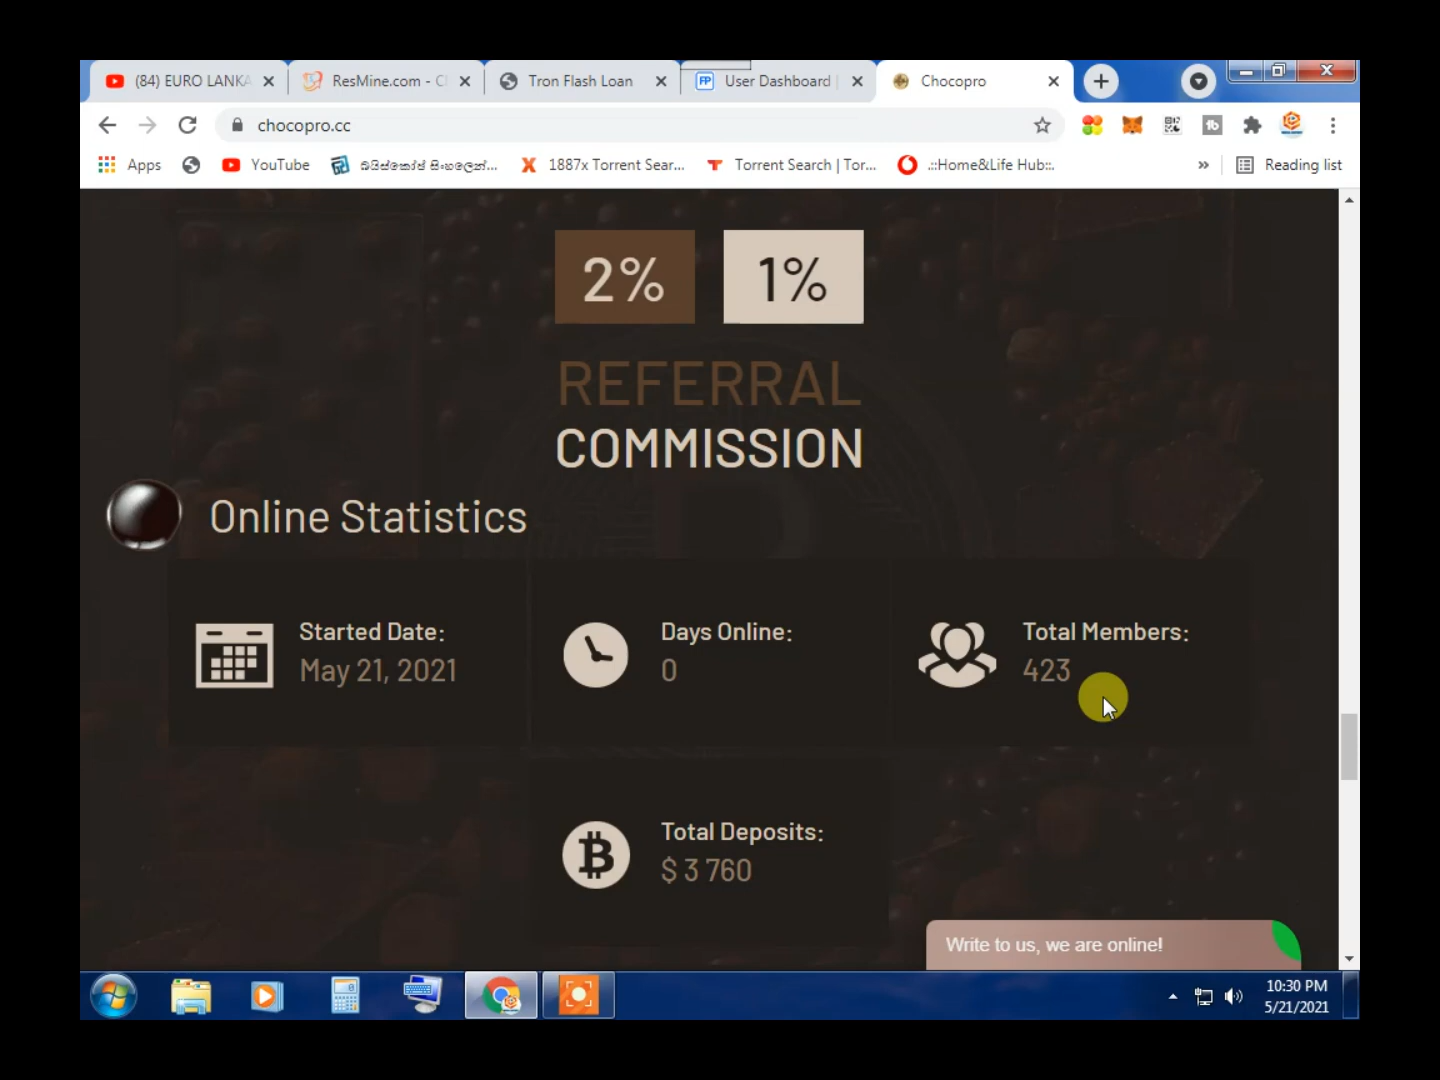 (84) EURO LANKA
ResMine.com - C
Tron Flash Loan
FP User Dashboard |
Chocopro
chocopro.cc
Apps
YouTube
1887x Torrent Sear...
Torrent Search | Tor...
.::Home&Life Hub::.
»
Reading list
2%
1%
REFERRAL
COMMISSION
Online Statistics
Started Date:
May 21, 2021
Days Online:
0
Total Members:
423
Total Deposits:
$ 3 760
Write to us, we are online!
10:30 PM
5/21/2021